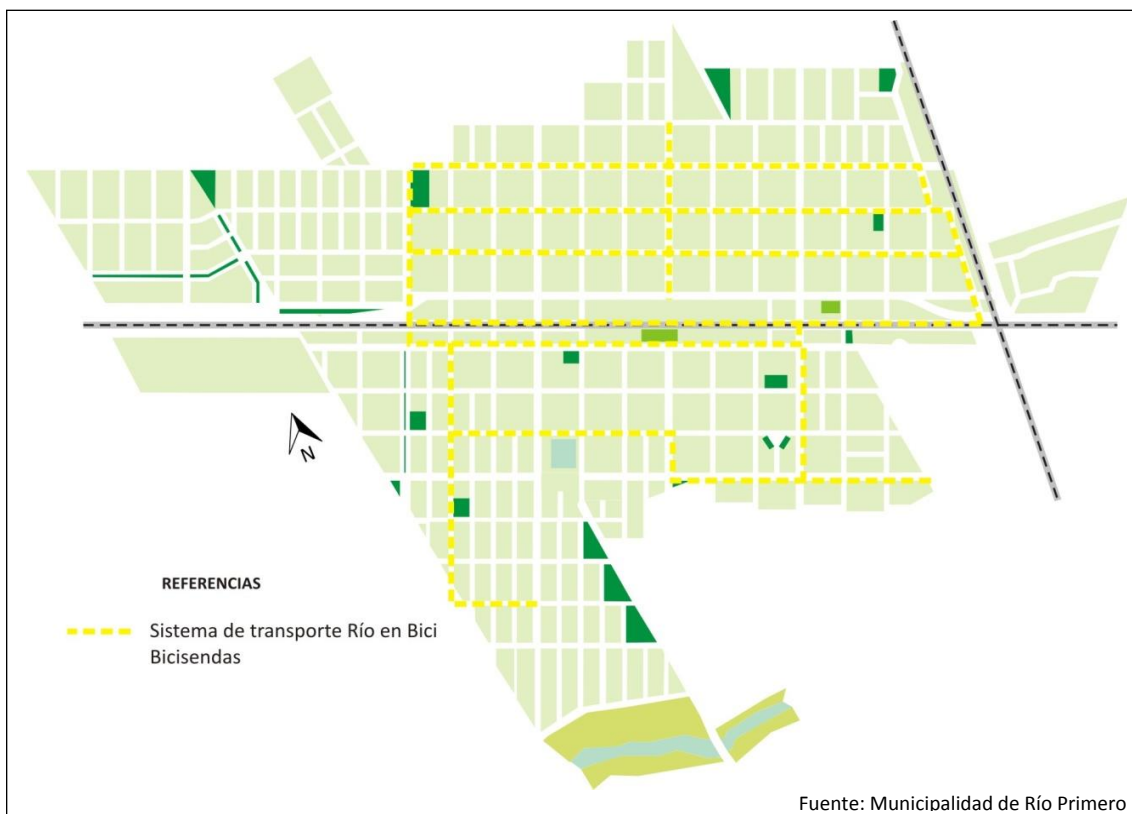 N
REFERENCIAS
Sistema de transporte Río en Bici
Bicisendas
Fuente: Municipalidad de Río Primero